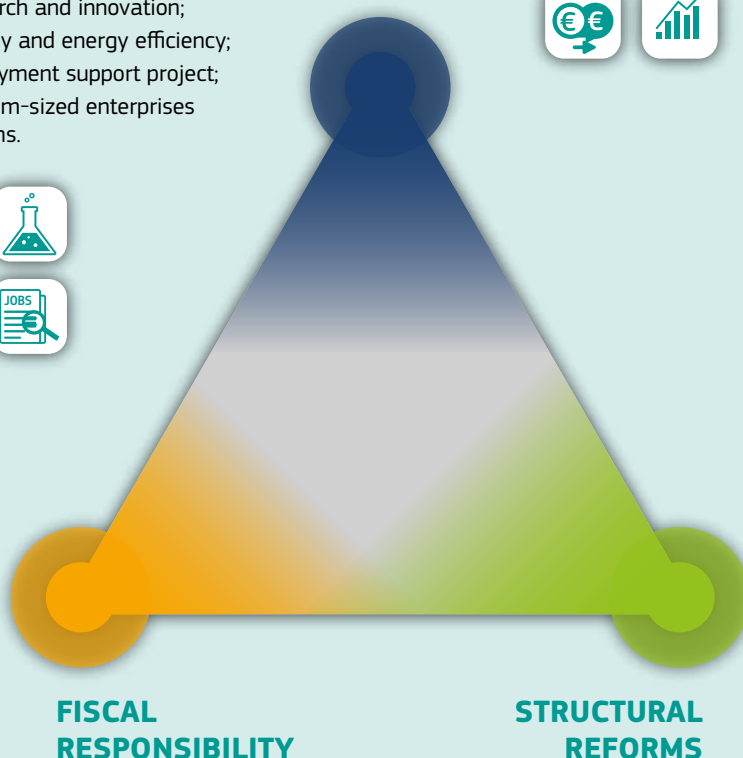 rch and innovation;
y and energy efficiency;
yment support project;
m-sized enterprises
ns.
€ €
JOBS
€
FISCAL
RESPONSIBILITY
STRUCTURAL
REFORMS